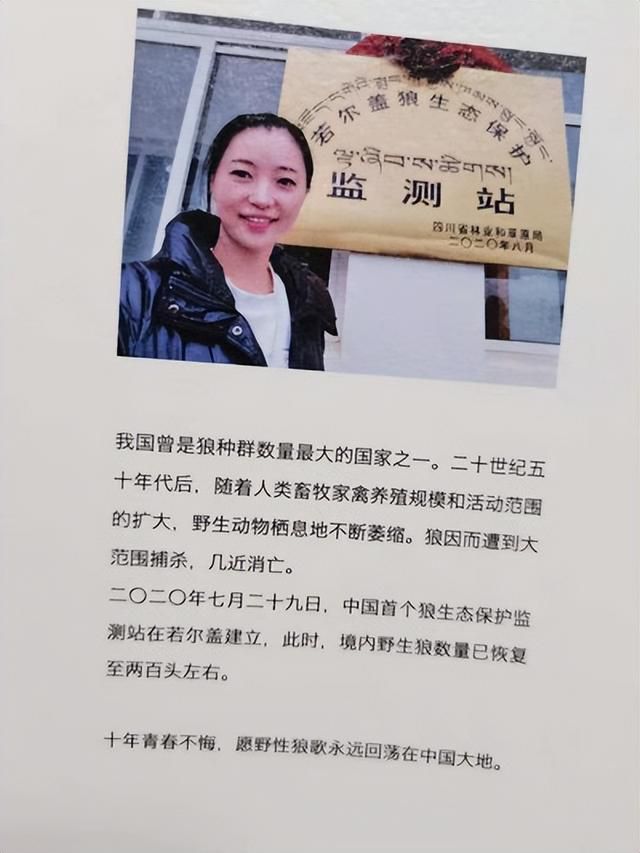 若尔盖狼生态保护
监测站
四川省林业和草原局
二〇二〇年八月
我国曾是狼种群数量最大的国家之一。二十世纪五
十年代后，随着人类畜牧家禽养殖规模和活动范围
的扩大，野生动物栖息地不断萎缩。狼因而遭到大
范围捕杀，几近消亡。
二〇二〇年七月二十九日，中国首个狼生态保护监
测站在若尔盖建立，此时，境内野生狼数量已恢复
至两百头左右。
十年青春不悔，愿野性狼歌永远回荡在中国大地。